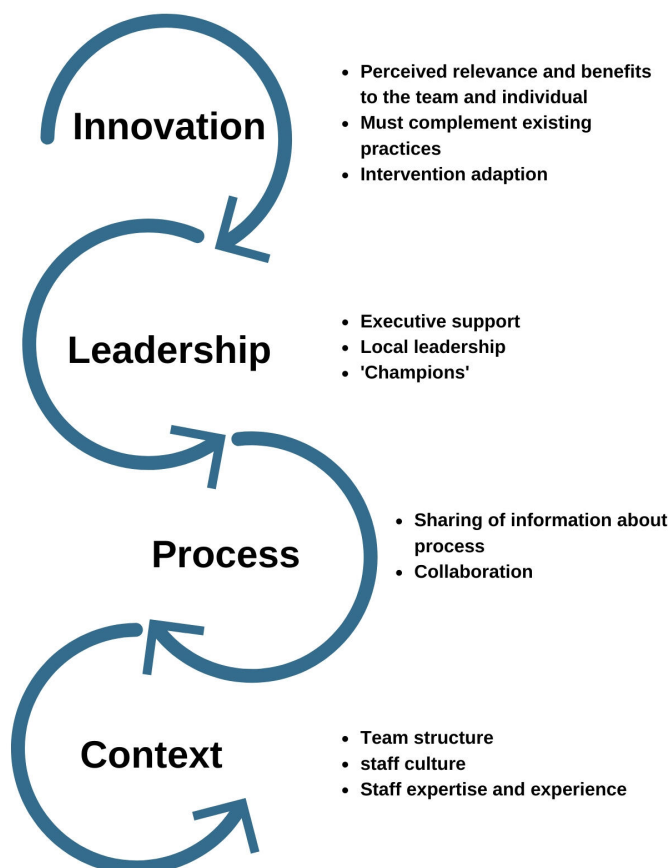 Innovation
• Perceived relevance and benefits
to the team and individual
• Must complement existing
practices
• Intervention adaption
Leadership
• Executive support
• Local leadership
• 'Champions'
Process
• Sharing of information about
process
• Collaboration
Context
• Team structure
• staff culture
• Staff expertise and experience